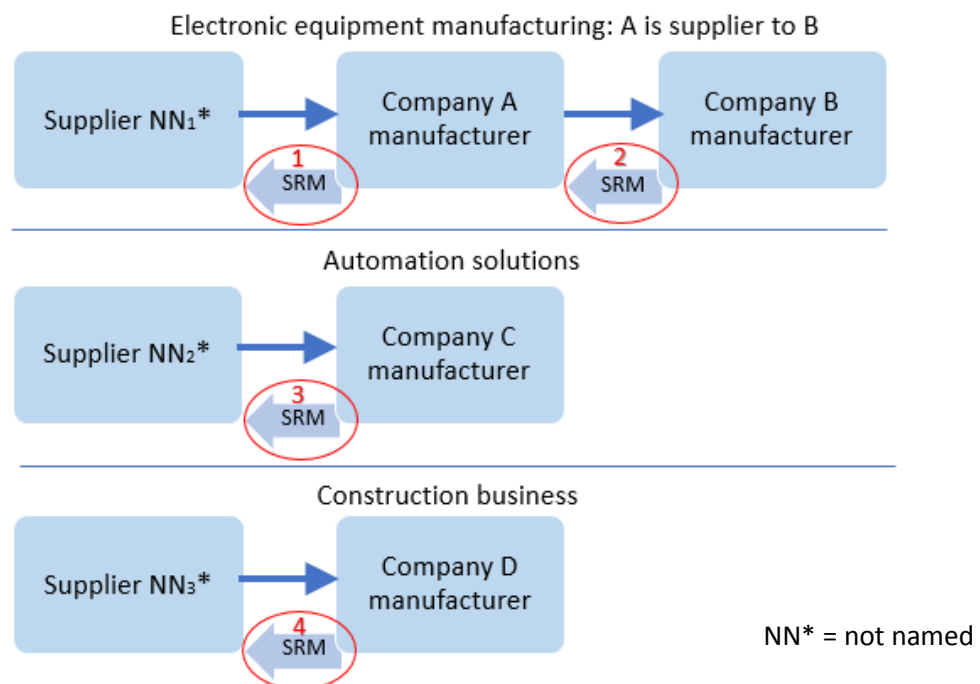 Electronic equipment manufacturing: A is supplier to B
Supplier NN₁*
Company A
manufacturer
Company B
manufacturer
1
SRM
2
SRM
Automation solutions
Supplier NN₂*
Company C
manufacturer
3
SRM
Construction business
Supplier NN₃*
Company D
manufacturer
4
SRM
NN* = not named